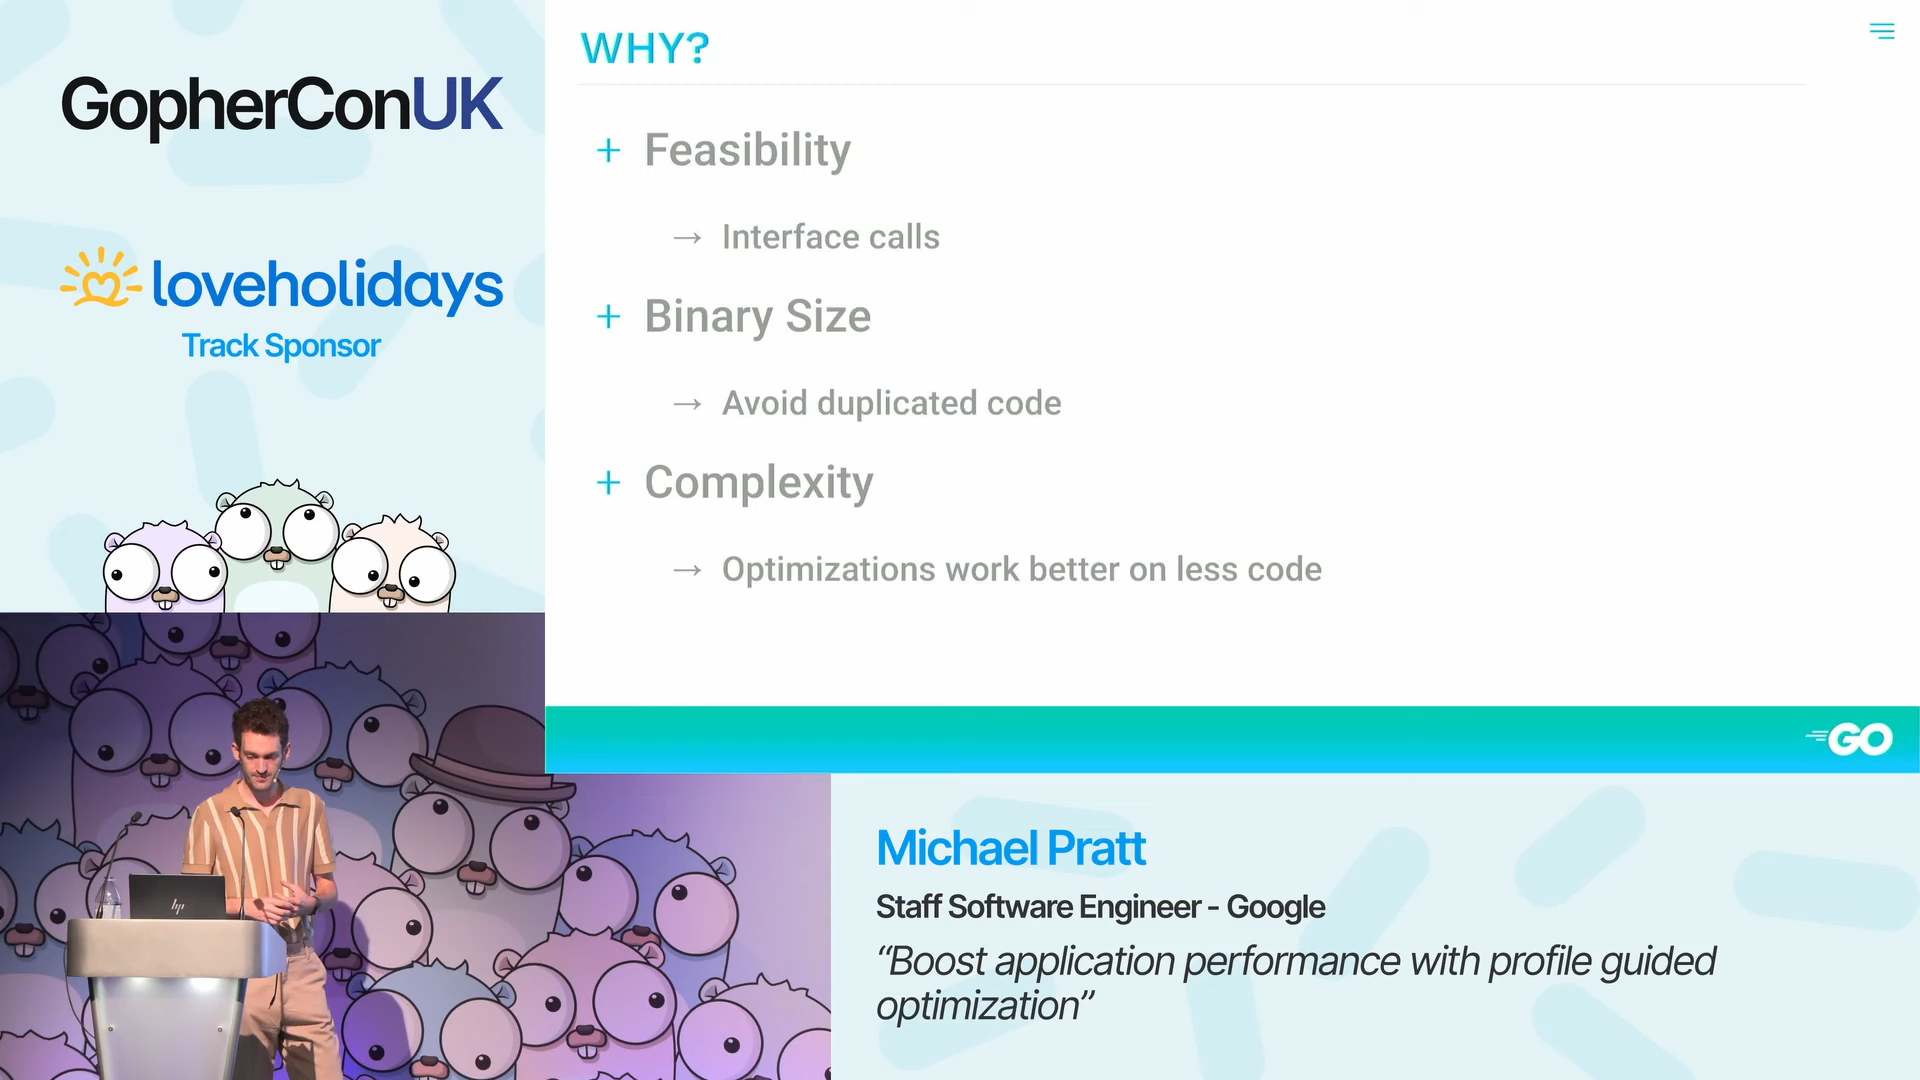 GopherConUK
loveholidays
Track Sponsor
WHY?
+ Feasibility
→ Interface calls
+ Binary Size
→ Avoid duplicated code
+ Complexity
→ Optimizations work better on less code
GO
hp
Michael Pratt
Staff Software Engineer - Google
“Boost application performance with profile guided
optimization”